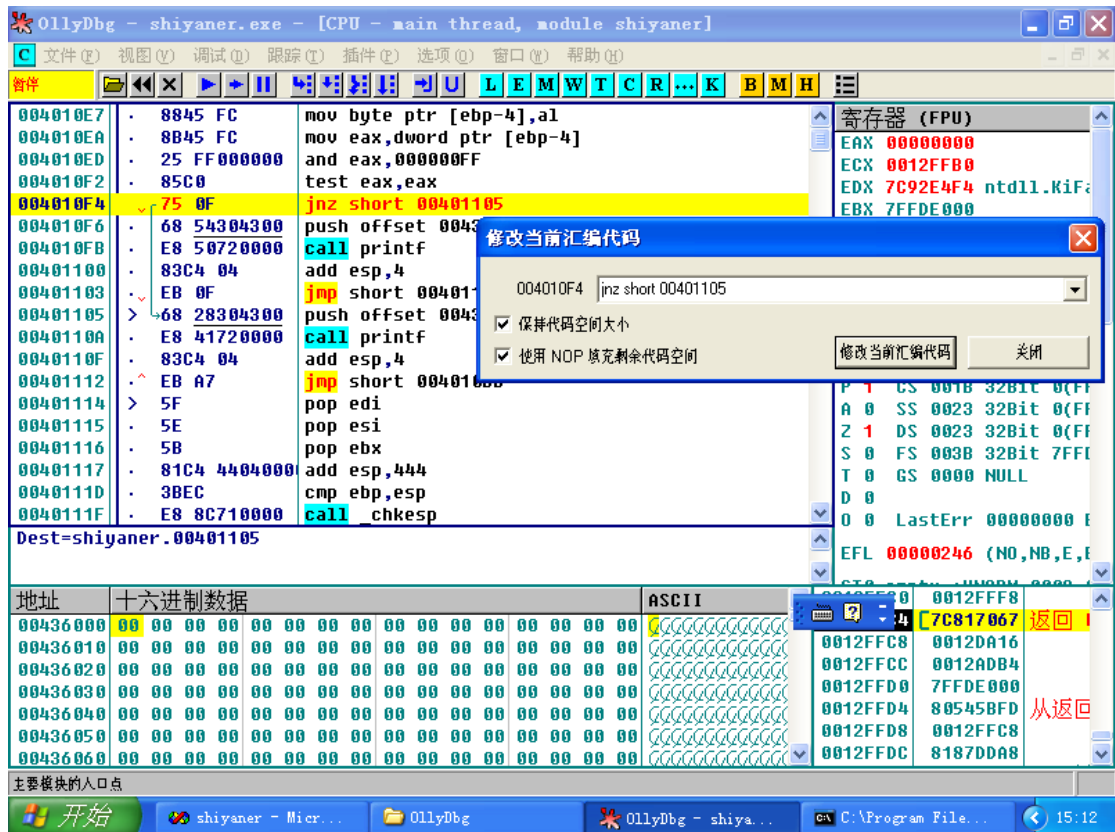 OllyDbg - shiyaner.exe - [CPU - main thread, module shiyaner]
C 文件(F) 视图(V) 调试(D) 跟踪(T) 插件(P) 选项(O) 窗口(W) 帮助(H)
暂停 L E M W T C R ... K B M H
004010E7 . 8845 FC mov byte ptr [ebp-4],al
004010EA . 8B45 FC mov eax,dword ptr [ebp-4]
004010ED . 25 FF000000 and eax,000000FF
004010F2 . 85C0 test eax,eax
004010F4 75 0F jnz short 00401105
004010F6 . 68 54304300 push offset 0043
004010FB . E8 50720000 call printf
00401100 . 83C4 04 add esp,4
00401103 . EB 0F jmp short 004011
00401105 > 68 28304300 push offset 0043
0040110A . E8 41720000 call printf
0040110F . 83C4 04 add esp,4
00401112 .^ EB A7 jmp short 004010BB
00401114 > 5F pop edi
00401115 . 5E pop esi
00401116 . 5B pop ebx
00401117 . 81C4 4404000 add esp,444
0040111D . 3BEC cmp ebp,esp
0040111F . E8 8C710000 call _chkesp
寄存器 (FPU)
EAX 00000000
ECX 0012FFB0
EDX 7C92E4F4 ntdll.KiFa
EBX 7FFDE000
修改当前汇编代码
004010F4 jnz short 00401105
保持代码空间大小
使用 NOP 填充剩余代码空间
修改当前汇编代码 关闭
P 1 CS 001B 32Bit 0(FF
A 0 SS 0023 32Bit 0(FF
Z 1 DS 0023 32Bit 0(FF
S 0 FS 003B 32Bit 7FFD
T 0 GS 0000 NULL
D 0
O 0 LastErr 00000000
EFL 00000246 (NO,NB,E,
Dest=shiyaner.00401105
地址 十六进制数据 ASCII
00436000 00 00 00 00 00 00 00 00 00 00 00 00 00 00 00 00
00436010 00 00 00 00 00 00 00 00 00 00 00 00 00 00 00 00
00436020 00 00 00 00 00 00 00 00 00 00 00 00 00 00 00 00
00436030 00 00 00 00 00 00 00 00 00 00 00 00 00 00 00 00
00436040 00 00 00 00 00 00 00 00 00 00 00 00 00 00 00 00
00436050 00 00 00 00 00 00 00 00 00 00 00 00 00 00 00 00
00436060 00 00 00 00 00 00 00 00 00 00 00 00 00 00 00 00
0012FFF8
4 7C817067 返回
0012FFC8 0012DA16
0012FFCC 0012ADB4
0012FFD0 7FFDE000
0012FFD4 80545BFD 从返回
0012FFD8 0012FFC8
0012FFDC 8187DDA8
主要模块的入口点
开始 shiyaner - Micr... OllyDbg OllyDbg - shiya... C:\Program File... 15:12